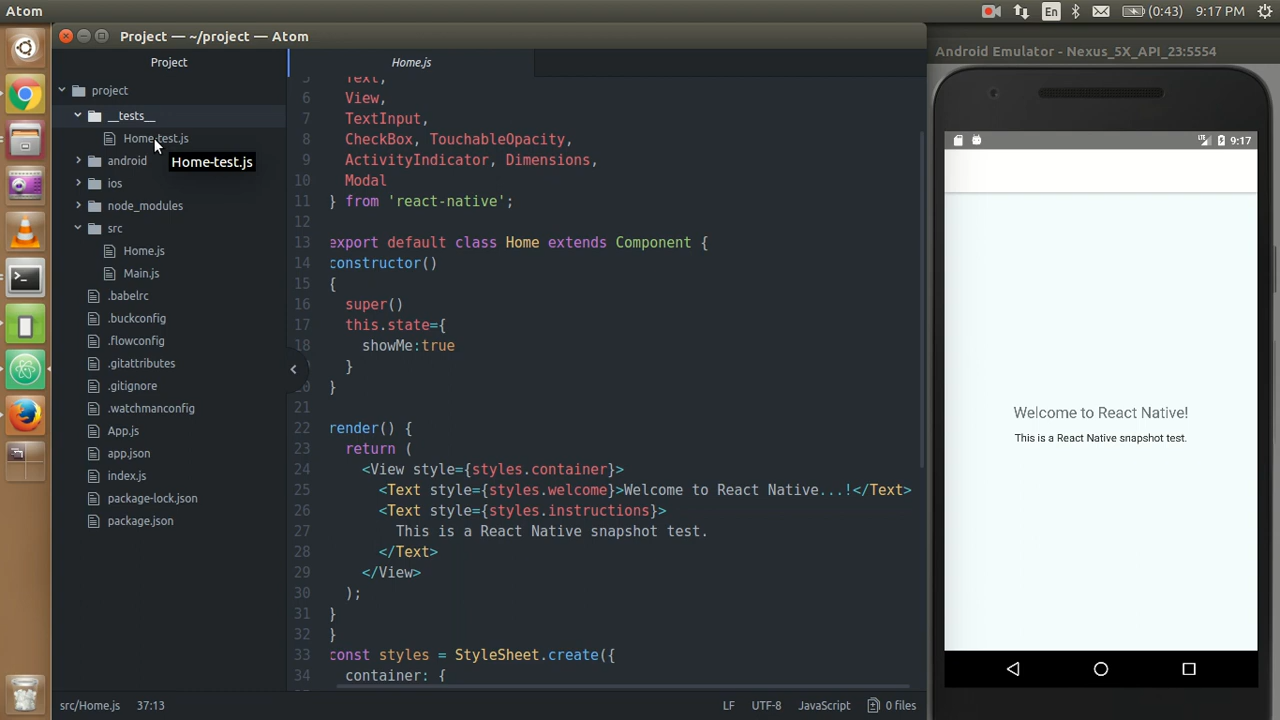 Atom
En
(0:43)
9:17 PM
Project — ~/project — Atom
Project
project
__tests__
Home-test.js
Home-test.js
android
ios
node_modules
src
Home.js
Main.js
.babelrc
.buckconfig
.flowconfig
.gitattributes
.gitignore
.watchmanconfig
App.js
app.json
index.js
package-lock.json
package.json
Home.js
5 Text,
6 View,
7 TextInput,
8 CheckBox, TouchableOpacity,
9 ActivityIndicator, Dimensions,
10 Modal
11 } from 'react-native';
12
13 export default class Home extends Component {
14 constructor()
15 {
16 super()
17 this.state={
18 showMe:true
}
20 }
21
22 render() {
23 return (
24 <View style={styles.container}>
25 <Text style={styles.welcome}>Welcome to React Native...!</Text>
26 <Text style={styles.instructions}>
27 This is a React Native snapshot test.
28 </Text>
29 </View>
30 );
31 }
32 }
33 const styles = StyleSheet.create({
34 container: {
src/Home.js 37:13
LF UTF-8 JavaScript 0 files
Android Emulator - Nexus_5X_API_23:5554
9:17
Welcome to React Native!
This is a React Native snapshot test.